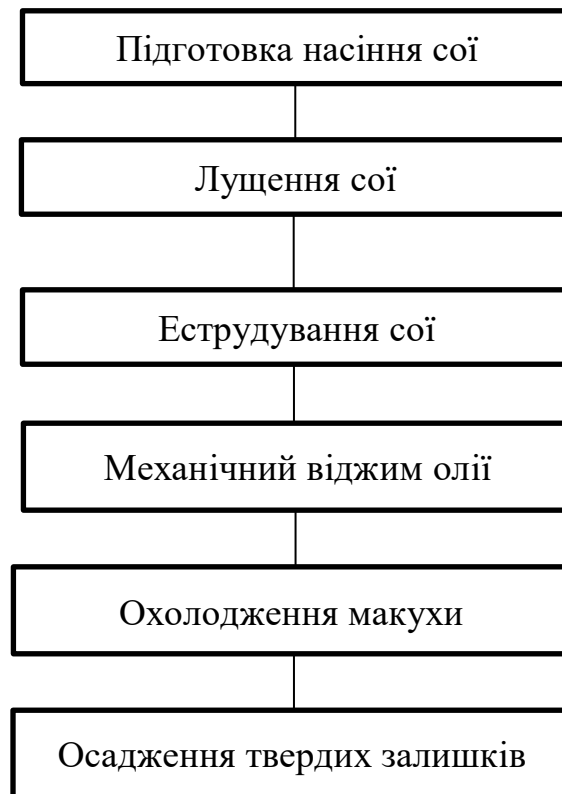 Підготовка насіння сої
Лущення сої
Еструдування сої
Механічний віджим олії
Охолодження макухи
Осадження твердих залишків